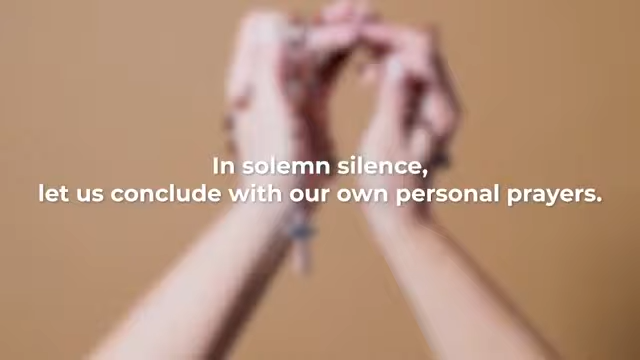 In solemn silence,
let us conclude with our own personal prayers.